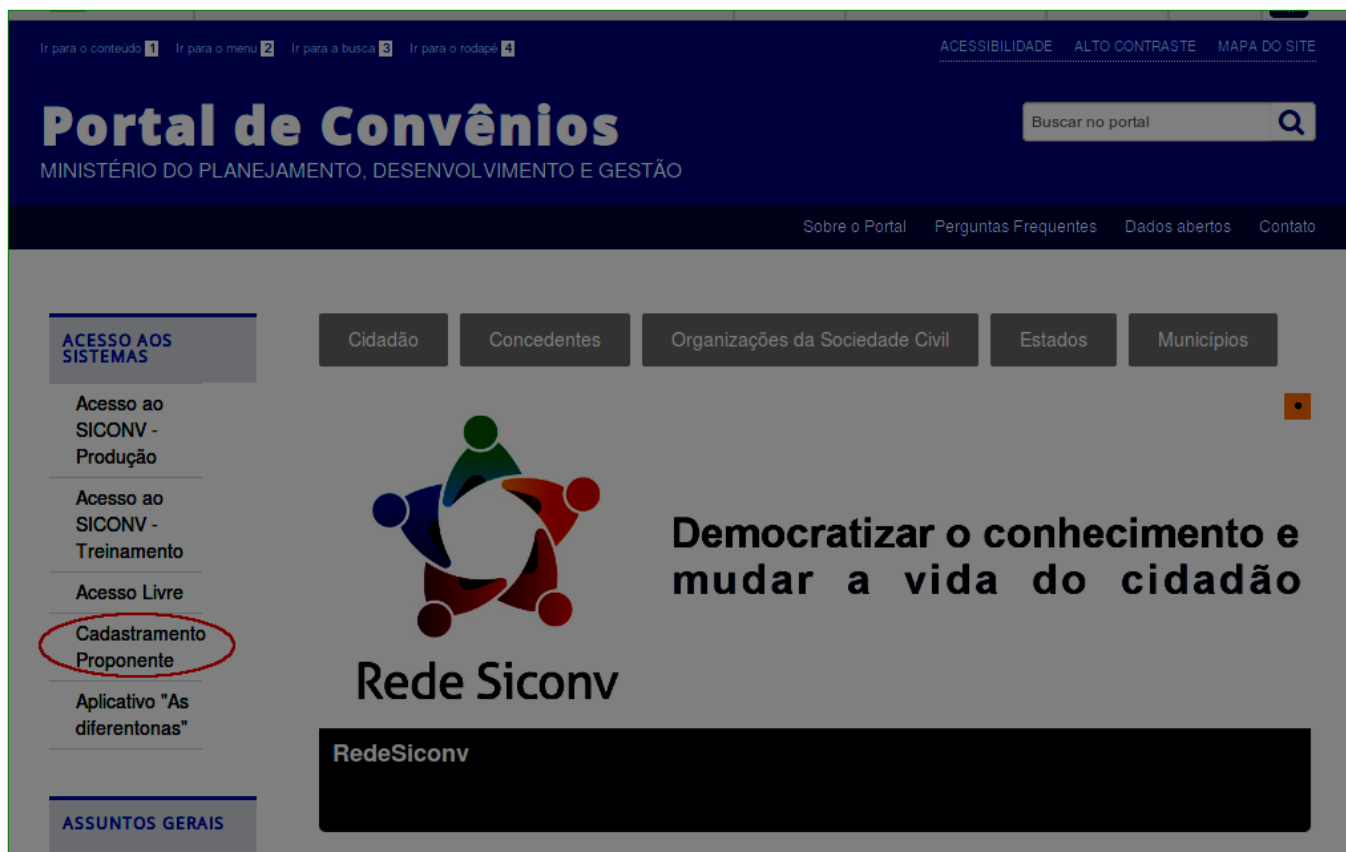 Ir para o conteúdo 1 Ir para o menu 2 Ir para a busca 3 Ir para o rodapé 4
ACESSIBILIDADE ALTO CONTRASTE MAPA DO SITE
Portal de Convênios
Buscar no portal
MINISTÉRIO DO PLANEJAMENTO, DESENVOLVIMENTO E GESTÃO
Sobre o Portal Perguntas Frequentes Dados abertos Contato
ACESSO AOS
SISTEMAS
Acesso ao
SICONV -
Produção
Acesso ao
SICONV -
Treinamento
Acesso Livre
Cadastramento
Proponente
Aplicativo "As
diferentonas"
ASSUNTOS GERAIS
Cidadão Concedentes Organizações da Sociedade Civil Estados Municípios
Rede Siconv
Democratizar o conhecimento e
mudar a vida do cidadão
RedeSiconv